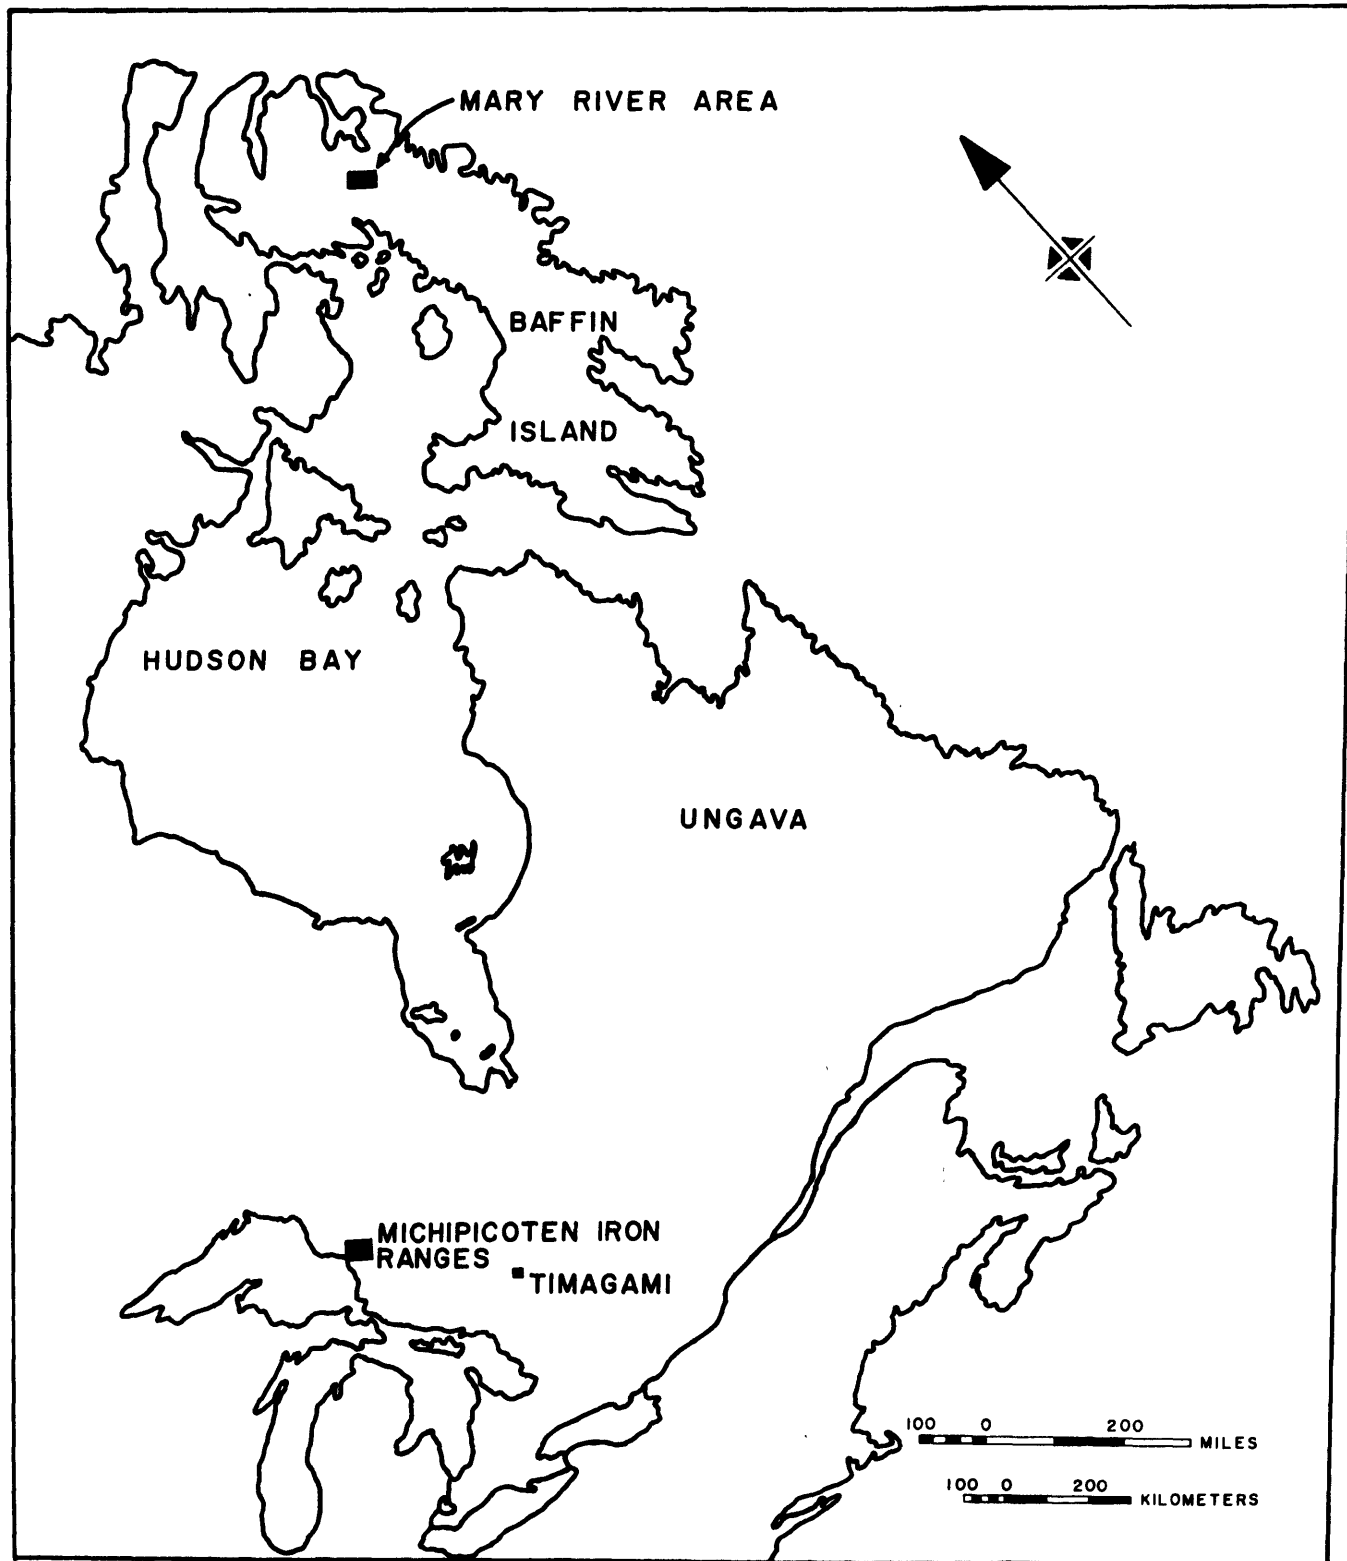 MARY RIVER AREA
BAFFIN
ISLAND
HUDSON BAY
UNGAVA
MICHIPICOTEN IRON
RANGES
TIMAGAMI
100 0 200
MILES
100 0 200
KILOMETERS